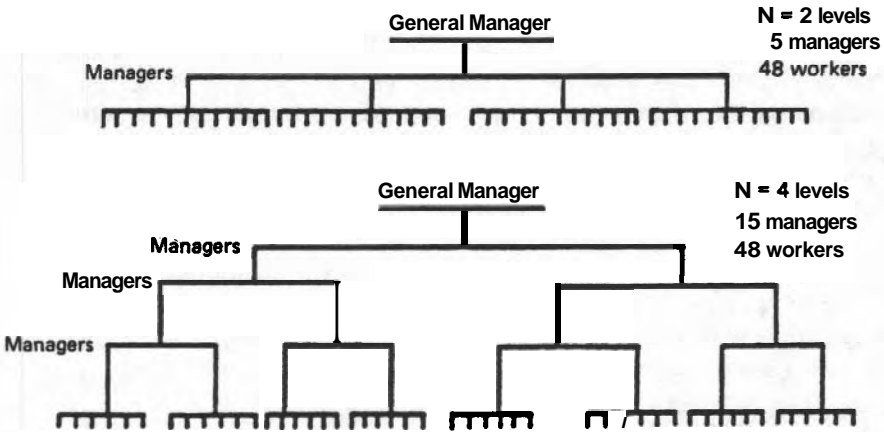 General Manager
N = 2 levels
5 managers
48 workers
Managers
General Manager
N = 4 levels
15 managers
48 workers
Managers
Managers
Managers